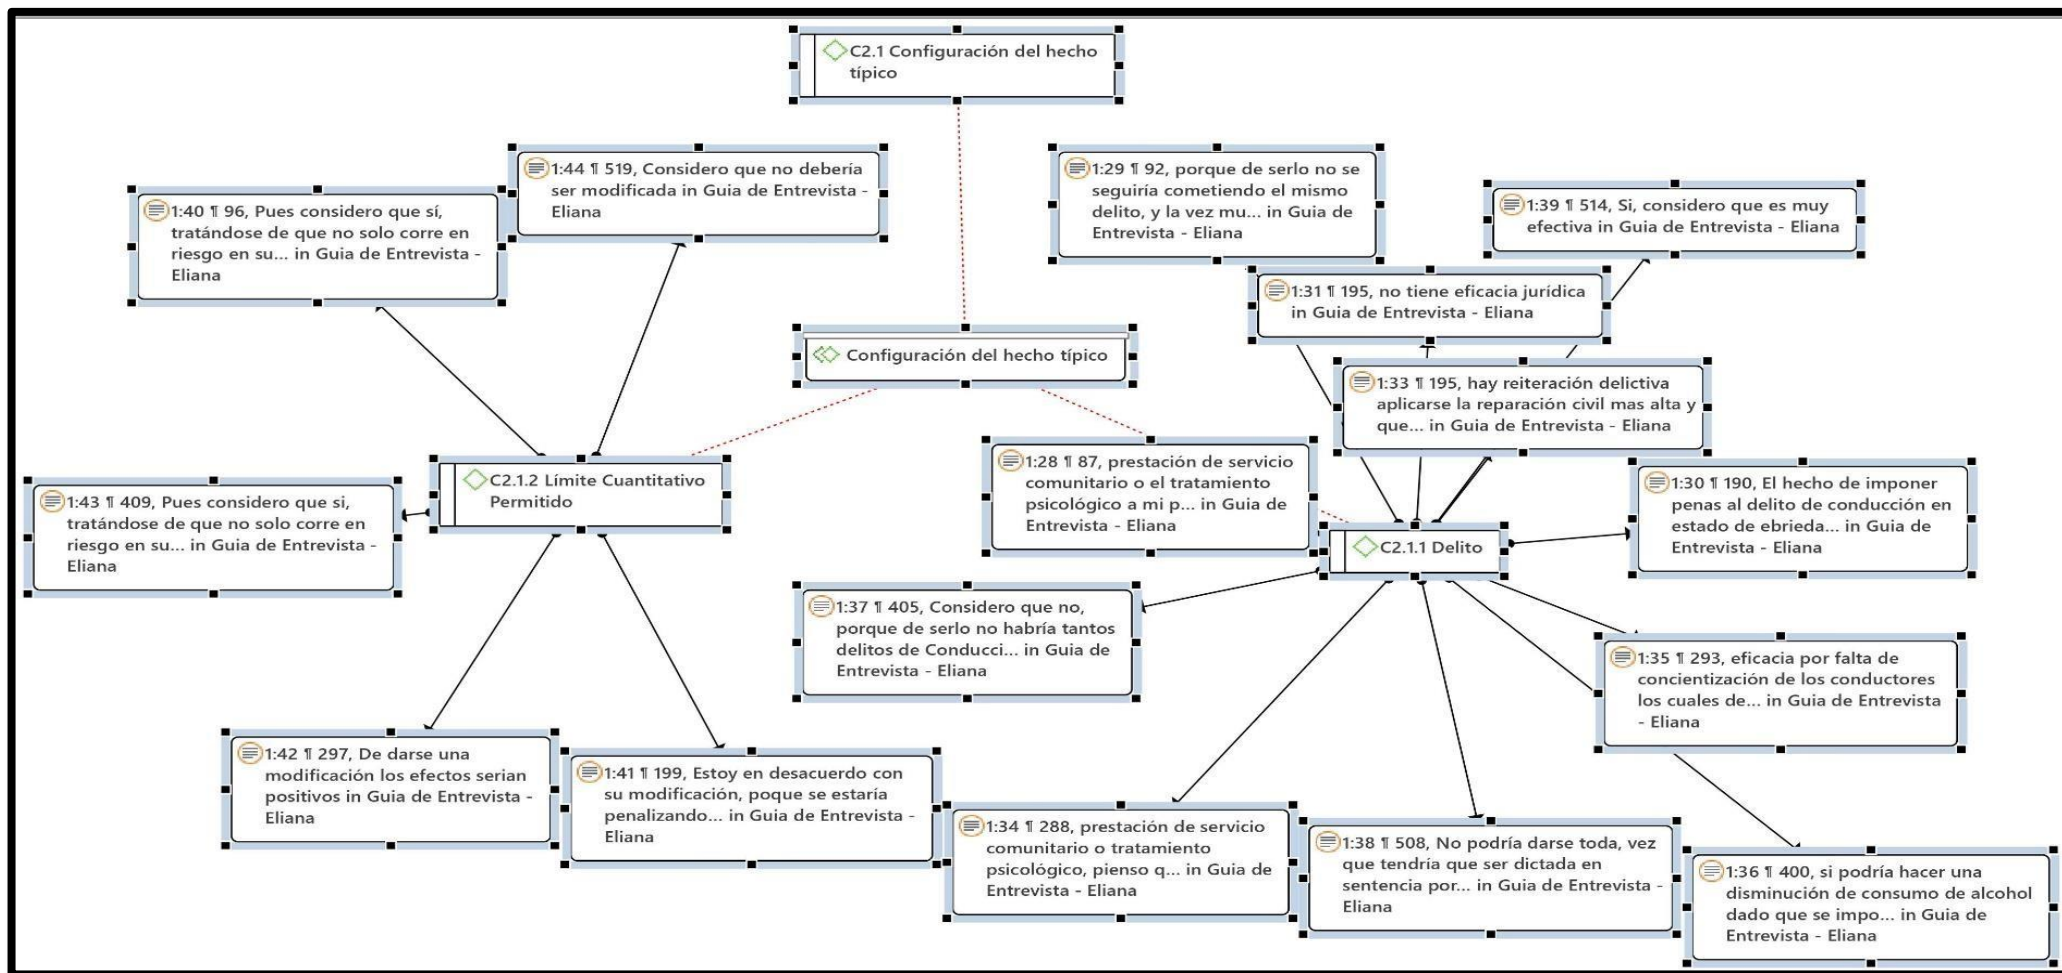 C2.1 Configuración del hecho
típico
1:44 ¶ 519, Considero que no debería
ser modificada in Guia de Entrevista -
Eliana
1:29 ¶ 92, porque de serlo no se
seguiría cometiendo el mismo
delito, y la vez mu... in Guia de
Entrevista - Eliana
1:40 ¶ 96, Pues considero que sí,
tratándose de que no solo corre en
riesgo en su... in Guia de Entrevista -
Eliana
1:39 ¶ 514, Si, considero que es muy
efectiva in Guia de Entrevista - Eliana
1:31 ¶ 195, no tiene eficacia jurídica
in Guia de Entrevista - Eliana
Configuración del hecho típico
1:33 ¶ 195, hay reiteración delictiva
aplicarse la reparación civil mas alta y
que... in Guia de Entrevista - Eliana
1:28 ¶ 87, prestación de servicio
comunitario o el tratamiento
psicológico a mi p... in Guia de
Entrevista - Eliana
C2.1.2 Límite Cuantitativo
Permitido
1:30 ¶ 190, El hecho de imponer
penas al delito de conducción en
estado de ebrieda... in Guia de
Entrevista - Eliana
1:43 ¶ 409, Pues considero que si,
tratándose de que no solo corre en
riesgo en su... in Guia de Entrevista -
Eliana
C2.1.1 Delito
1:37 ¶ 405, Considero que no,
porque de serlo no habría tantos
delitos de Conducci... in Guia de
Entrevista - Eliana
1:35 ¶ 293, eficacia por falta de
concientización de los conductores
los cuales de... in Guia de Entrevista
- Eliana
1:42 ¶ 297, De darse una
modificación los efectos serian
positivos in Guia de Entrevista -
Eliana
1:41 ¶ 199, Estoy en desacuerdo con
su modificación, poque se estaría
penalizando... in Guia de Entrevista -
Eliana
1:34 ¶ 288, prestación de servicio
comunitario o tratamiento
psicológico, pienso q... in Guia de
Entrevista - Eliana
1:38 ¶ 508, No podría darse toda, vez
que tendría que ser dictada en
sentencia por... in Guia de Entrevista -
Eliana
1:36 ¶ 400, si podría hacer una
disminución de consumo de alcohol
dado que se impo... in Guia de
Entrevista - Eliana